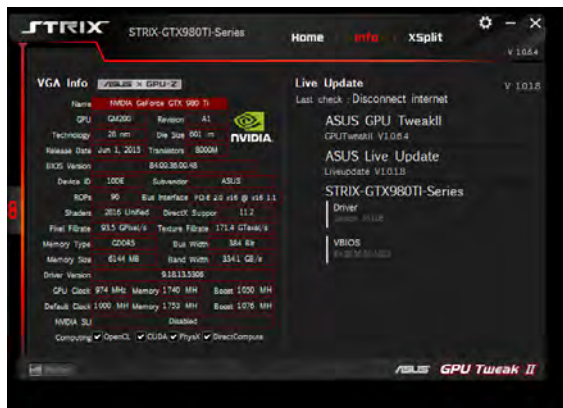 STRIX STRIX-GTX980TI-Series Home Info XSplit
V 1.0.6.4
VGA Info ASUS × GPU-Z
Name NVIDIA GeForce GTX 980 Ti
GPU GM200 Revision A1
Technology 28 nm Die Size 601 m
NVIDIA
Release Date Jun 1, 2015 Transistors 8000M
BIOS Version 84.00.36.00.48
Device ID 10DE Subvendor ASUS
ROPs 96 Bus Interface PCI-E 2.0 x16 @ x16 1.1
Shaders 2816 Unified DirectX Suppor 11.2
Pixel Fillrate 93.5 GPixel/s Texture Fillrate 171.4 GTexel/s
Memory Type GDDR5 Bus Width 384 Bit
Memory Size 6144 MB Band Width 334.1 GB/s
Driver Version 9.18.13.5306
GPU Clock 974 MHz Memory 1740 MH Boost 1050 MH
Default Clock 1000 MH Memory 1753 MH Boost 1076 MH
NVIDIA SLI Disabled
Computing OpenCL CUDA PhysX DirectCompute
Live Update V 1.0.1.8
Last check : Disconnect internet
ASUS GPU TweakII
GPUTweakII V1.0.6.4
ASUS Live Update
Liveupdate V1.0.1.8
STRIX-GTX980TI-Series
Driver
VBIOS
ASUS GPU Tweak II